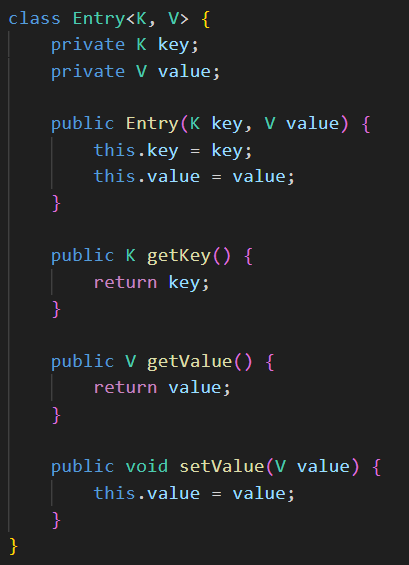 class Entry<K, V> {
    private K key;
    private V value;

    public Entry(K key, V value) {
        this.key = key;
        this.value = value;
    }

    public K getKey() {
        return key;
    }

    public V getValue() {
        return value;
    }

    public void setValue(V value) {
        this.value = value;
    }
}